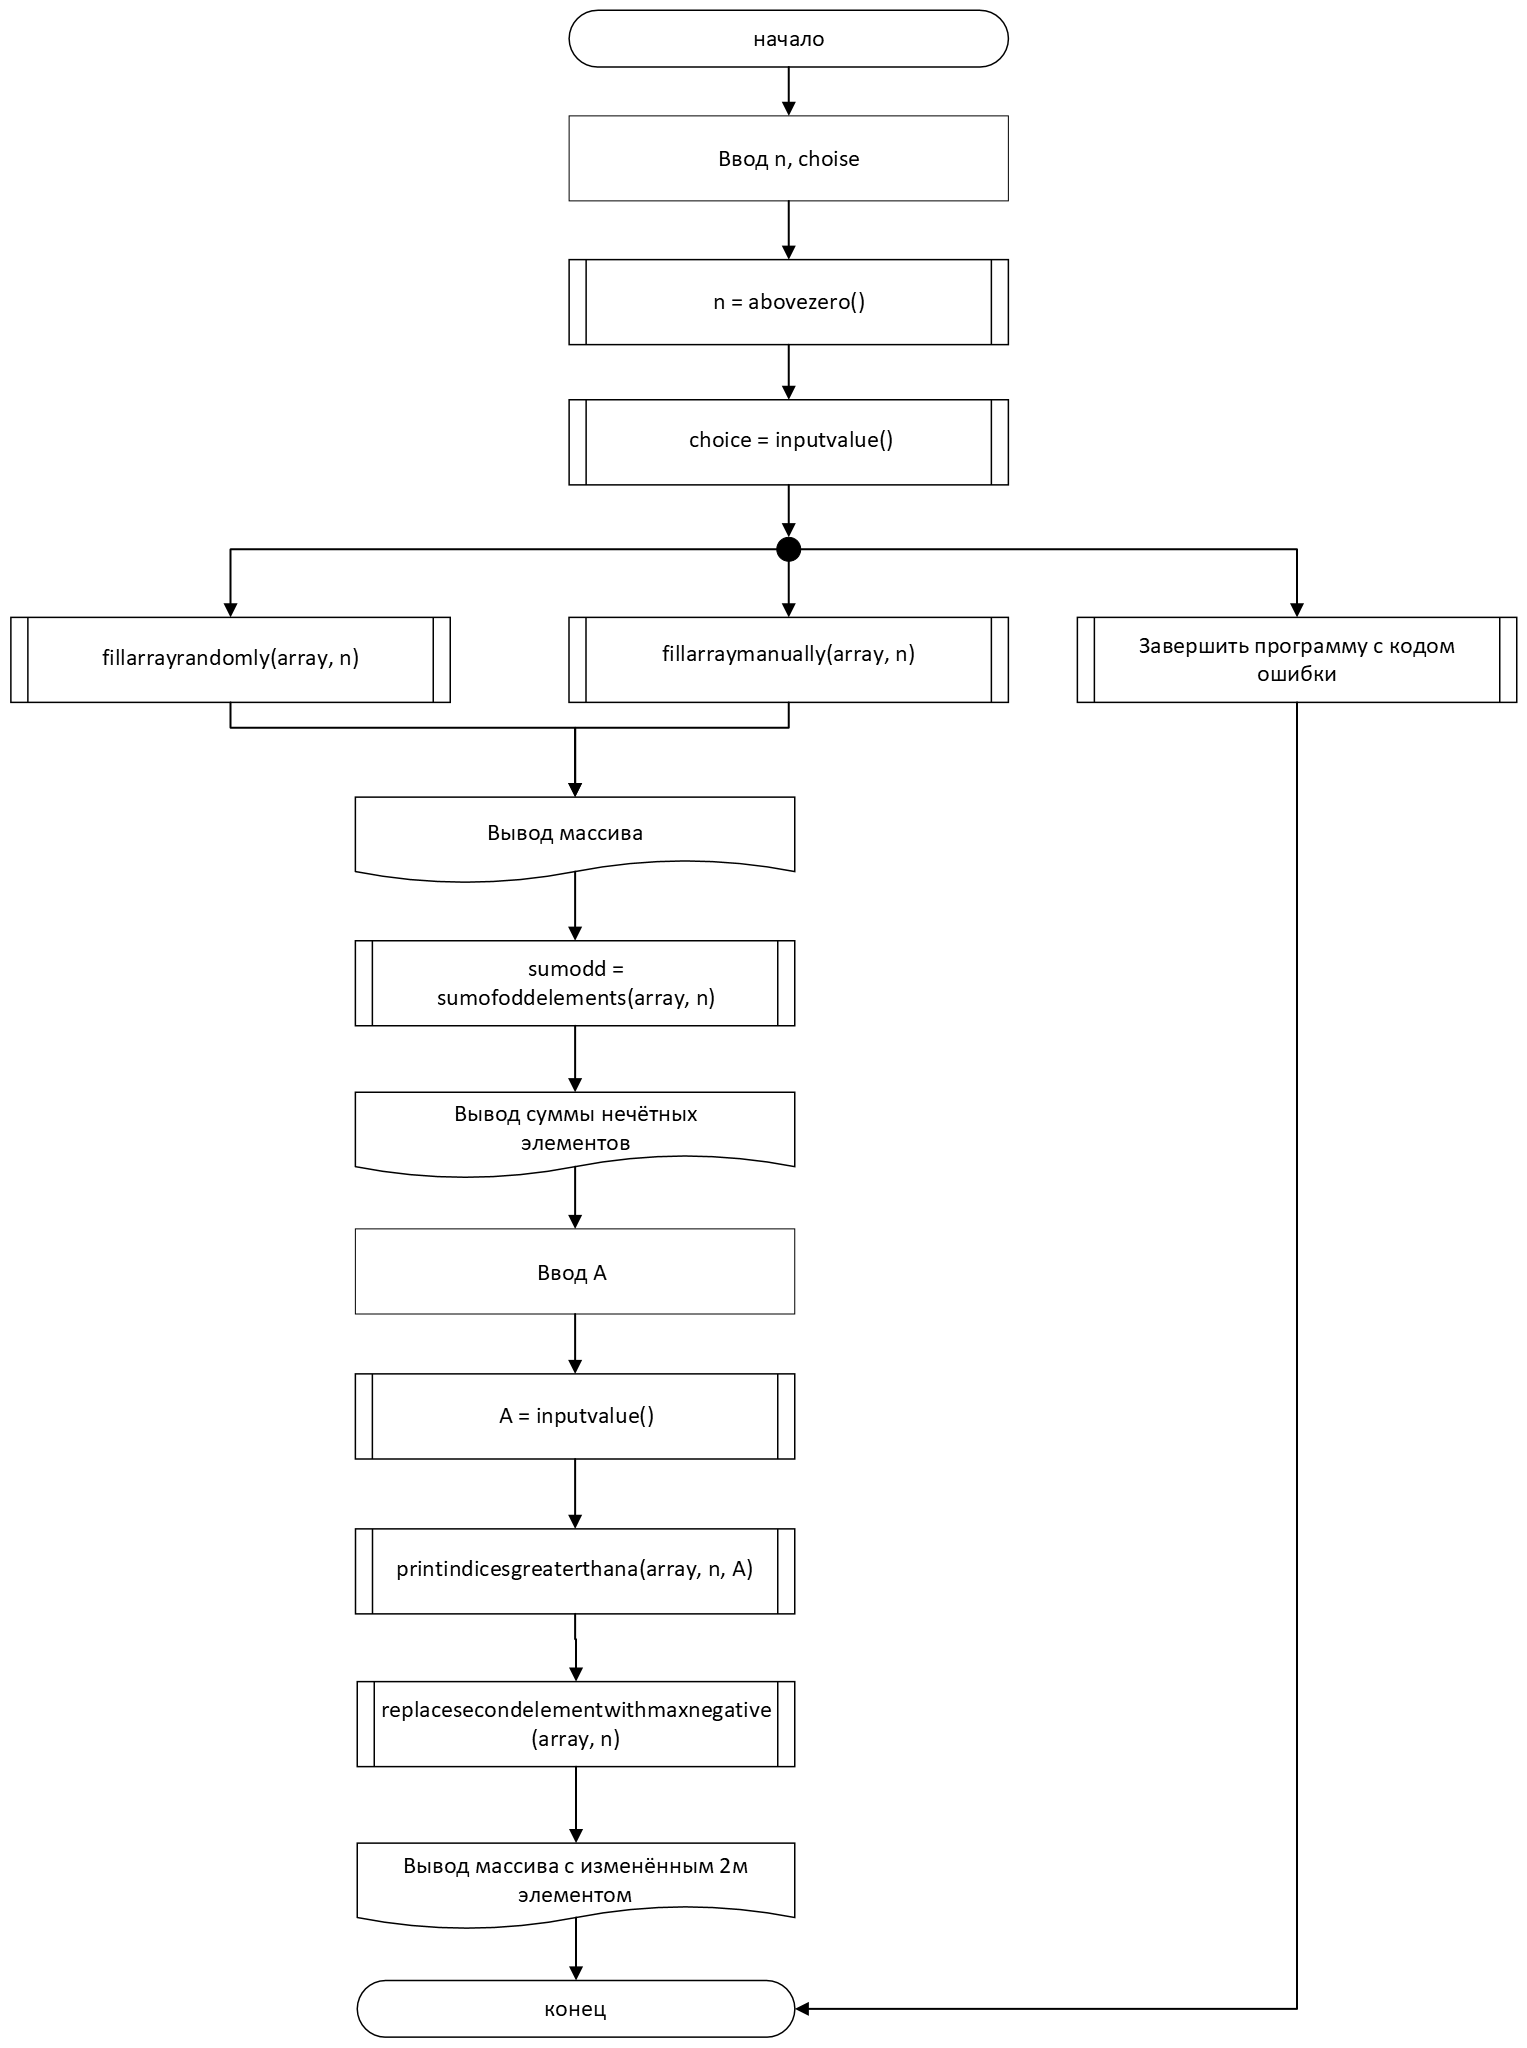 начало
Ввод n, choise
n = abovezero()
choice = inputvalue()
fillarrayrandomly(array, n)
fillarraymanually(array, n)
Завершить программу с кодом
ошибки
Вывод массива
sumodd =
sumofoddelements(array, n)
Вывод суммы нечётных
элементов
Ввод A
A = inputvalue()
printindicesgreaterthana(array, n, A)
replacesecondelementwithmaxnegative
(array, n)
Вывод массива с изменённым 2м
элементом
конец